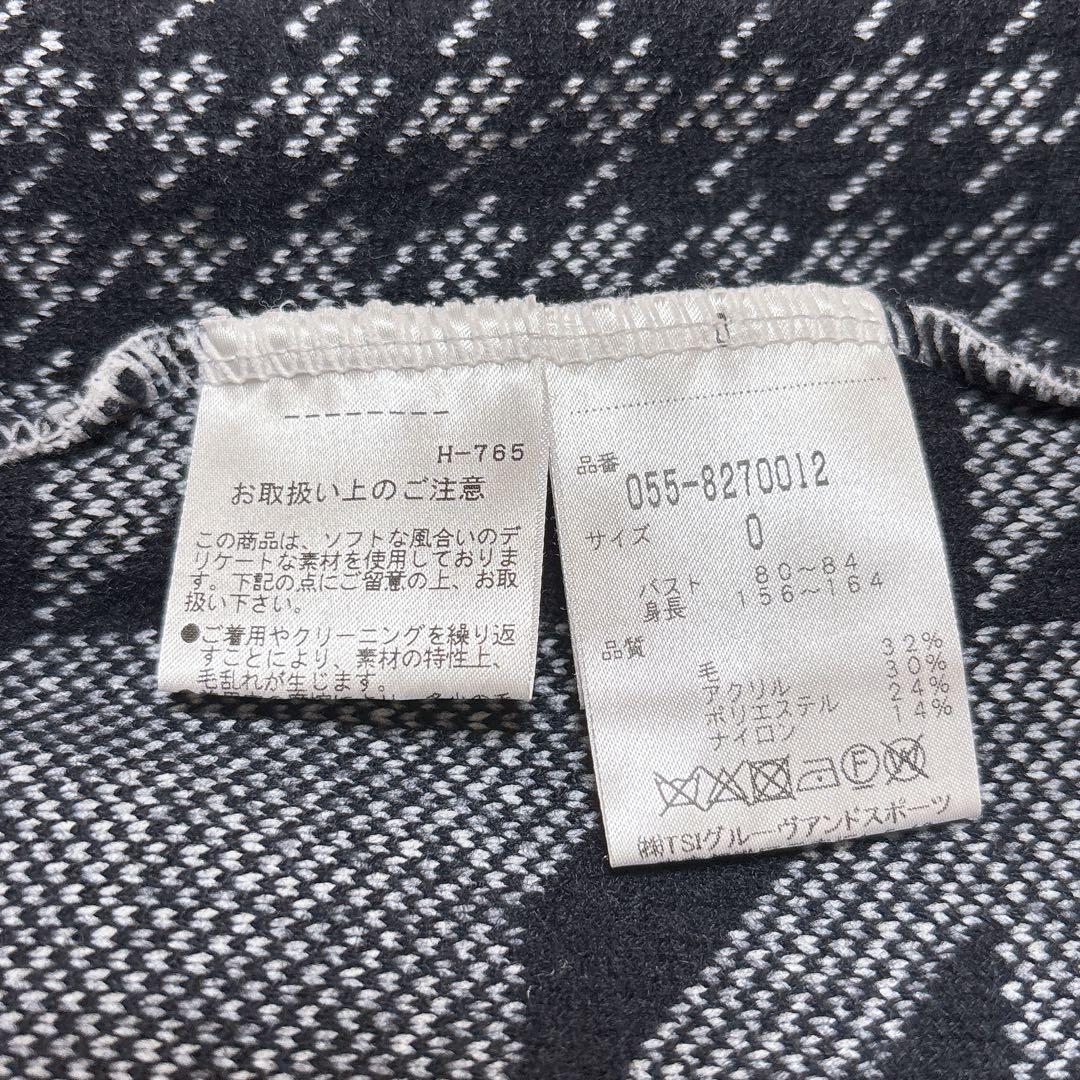 H-765
お取扱い上のご注意
この商品は、ソフトな風合いのデ
リケートな素材を使用しておりま
す。下記の点にご留意の上、お取
扱い下さい。
●ご着用やクリーニングを繰り返
すことにより、素材の特性上、
毛乱れが生じます。
品番 055-8270012
サイズ 0
バスト 80～84
身長 156～164
品質
毛 32%
アクリル 30%
ポリエステル 24%
ナイロン 14%
㈱TSIグルーヴアンドスポーツ